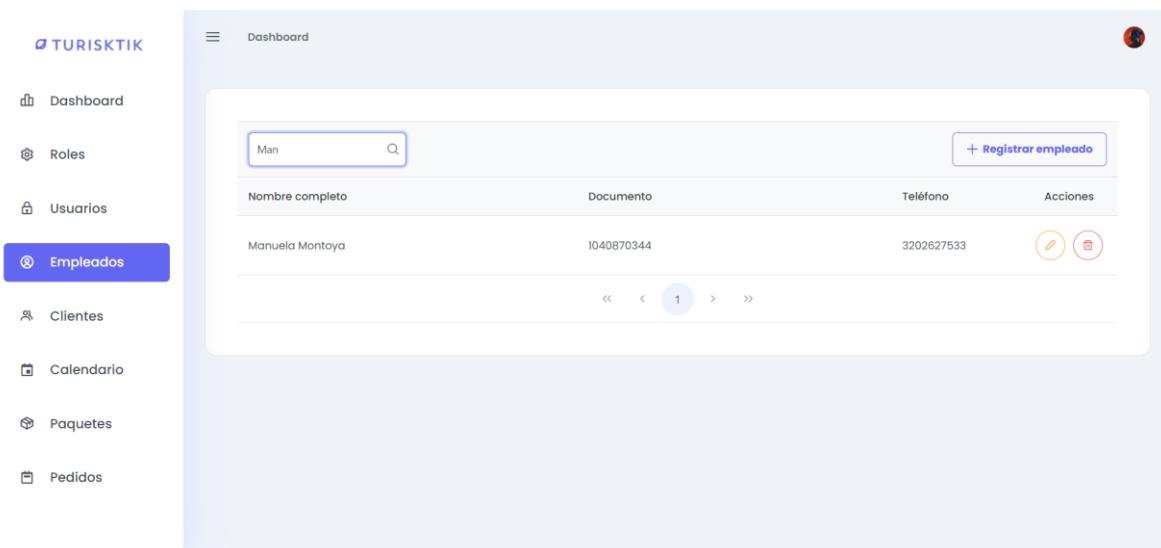 TURISKTIK
Dashboard
Roles
Usuarios
Empleados
Clientes
Calendario
Paquetes
Pedidos
Dashboard
Man
+ Registrar empleado
Nombre completo Documento Teléfono Acciones
Manuela Montoya 1040870344 3202627533
<< < 1 > >>